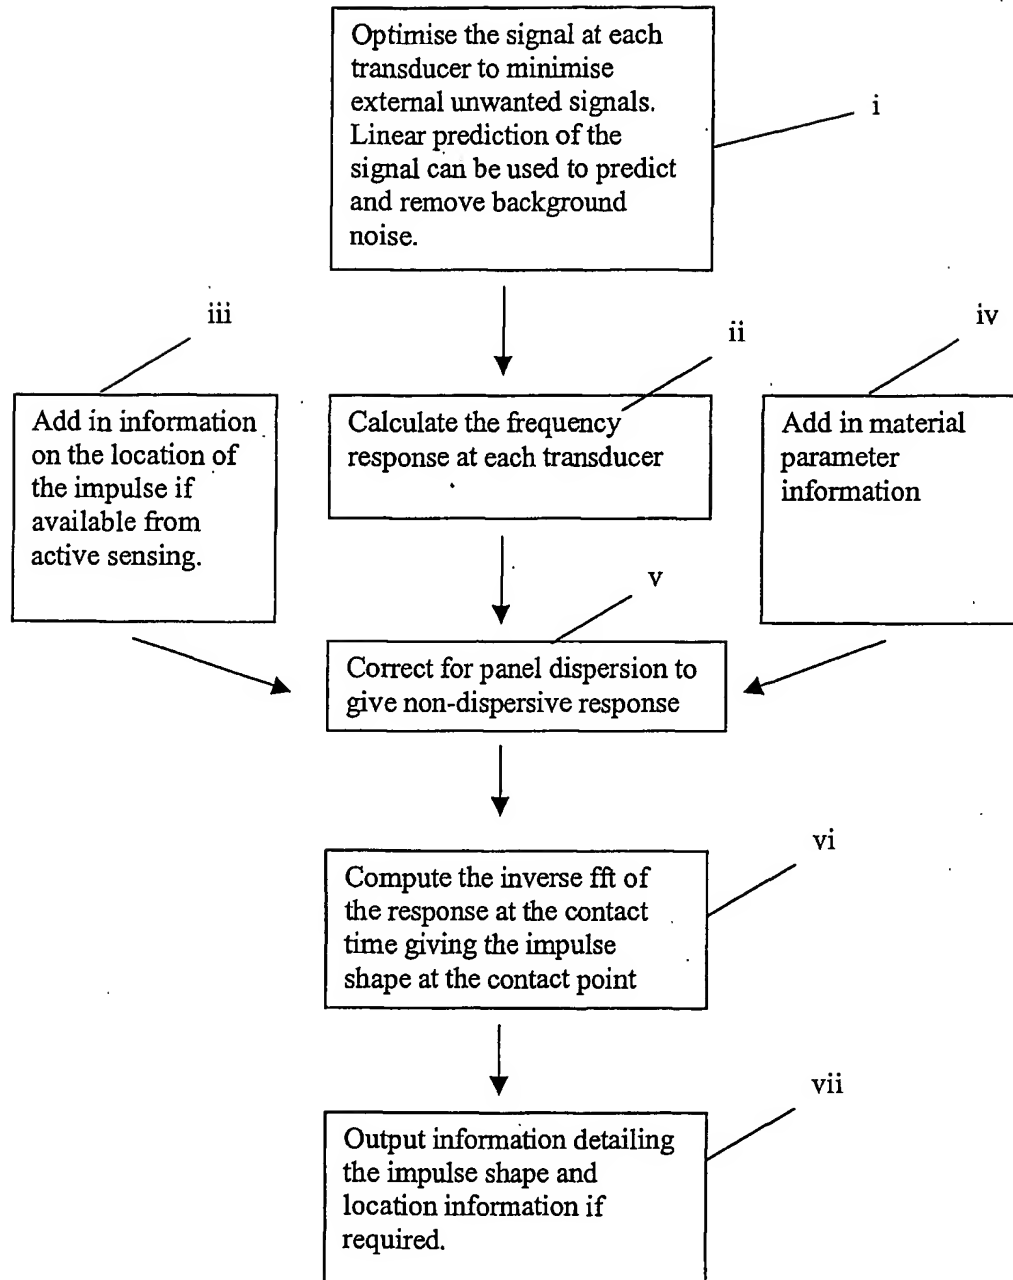 Optimise the signal at each
transducer to minimise
external unwanted signals.
Linear prediction of the
signal can be used to predict
and remove background
noise.
i
iii
ii
iv
Add in information
on the location of
the impulse if
available from
active sensing.
Calculate the frequency
response at each transducer
Add in material
parameter
information
v
Correct for panel dispersion to
give non-dispersive response
vi
Compute the inverse fft of
the response at the contact
time giving the impulse
shape at the contact point
vii
Output information detailing
the impulse shape and
location information if
required.